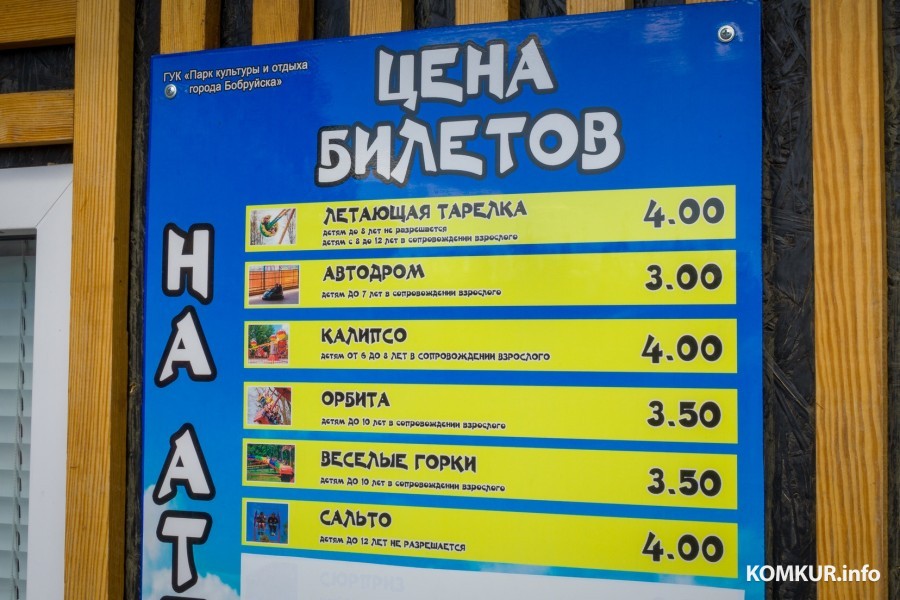 ГУК «Парк культуры и отдыха
города Бобруйска»
ЦЕНА
БИЛЕТОВ
НА АТ
ЛЕТАЮЩАЯ ТАРЕЛКА 4.00
детям до 8 лет не разрешается
детям с 8 до 12 лет в сопровождении взрослого
АВТОДРОМ 3.00
детям ДО 7 лет в сопровождении взрослого
КАЛИПСО 4.00
детям от 6 до 8 лет в сопровождении взрослого
ОРБИТА 3.50
детям ДО 10 лет в сопровождении взрослого
ВЕСЕЛЫЕ ГОРКИ 3.50
детям ДО 10 лет в сопровождении взрослого
САЛЬТО 4.00
детям ДО 12 лет НЕ РАЗРЕШАЕТСЯ
СЮРПРИЗ
KOMKUR.info